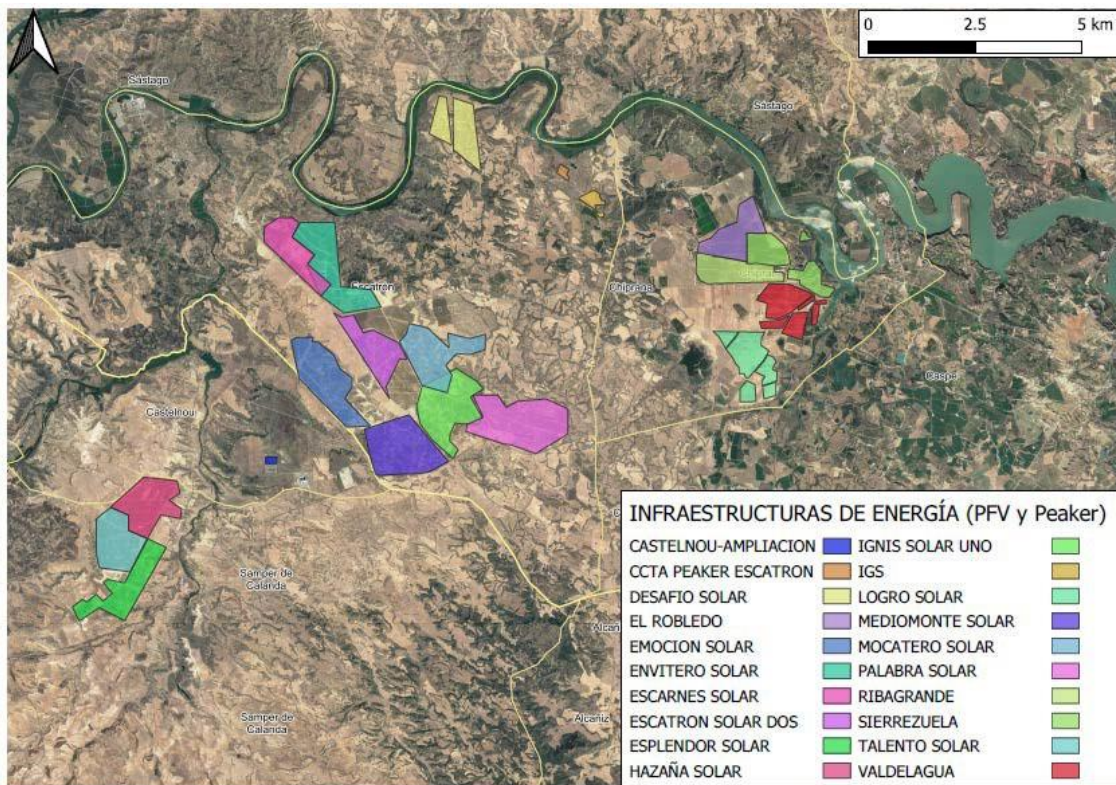 0 2.5 5 km
Sástago
Sástago
Escatrón
Chiprana
Chiprana
Caspe
Castelnou
Samper de
Calanda
Alcañiz
Samper de
Calanda
Alcañiz
INFRAESTRUCTURAS DE ENERGÍA (PFV y Peaker)
CASTELNOU-AMPLIACION IGNIS SOLAR UNO
CCTA PEAKER ESCATRON IGS
DESAFIO SOLAR LOGRO SOLAR
EL ROBLEDO MEDIOMONTE SOLAR
EMOCION SOLAR MOCATERO SOLAR
ENVITERO SOLAR PALABRA SOLAR
ESCARNES SOLAR RIBAGRANDE
ESCATRON SOLAR DOS SIERREZUELA
ESPLENDOR SOLAR TALENTO SOLAR
HAZAÑA SOLAR VALDELAGUA